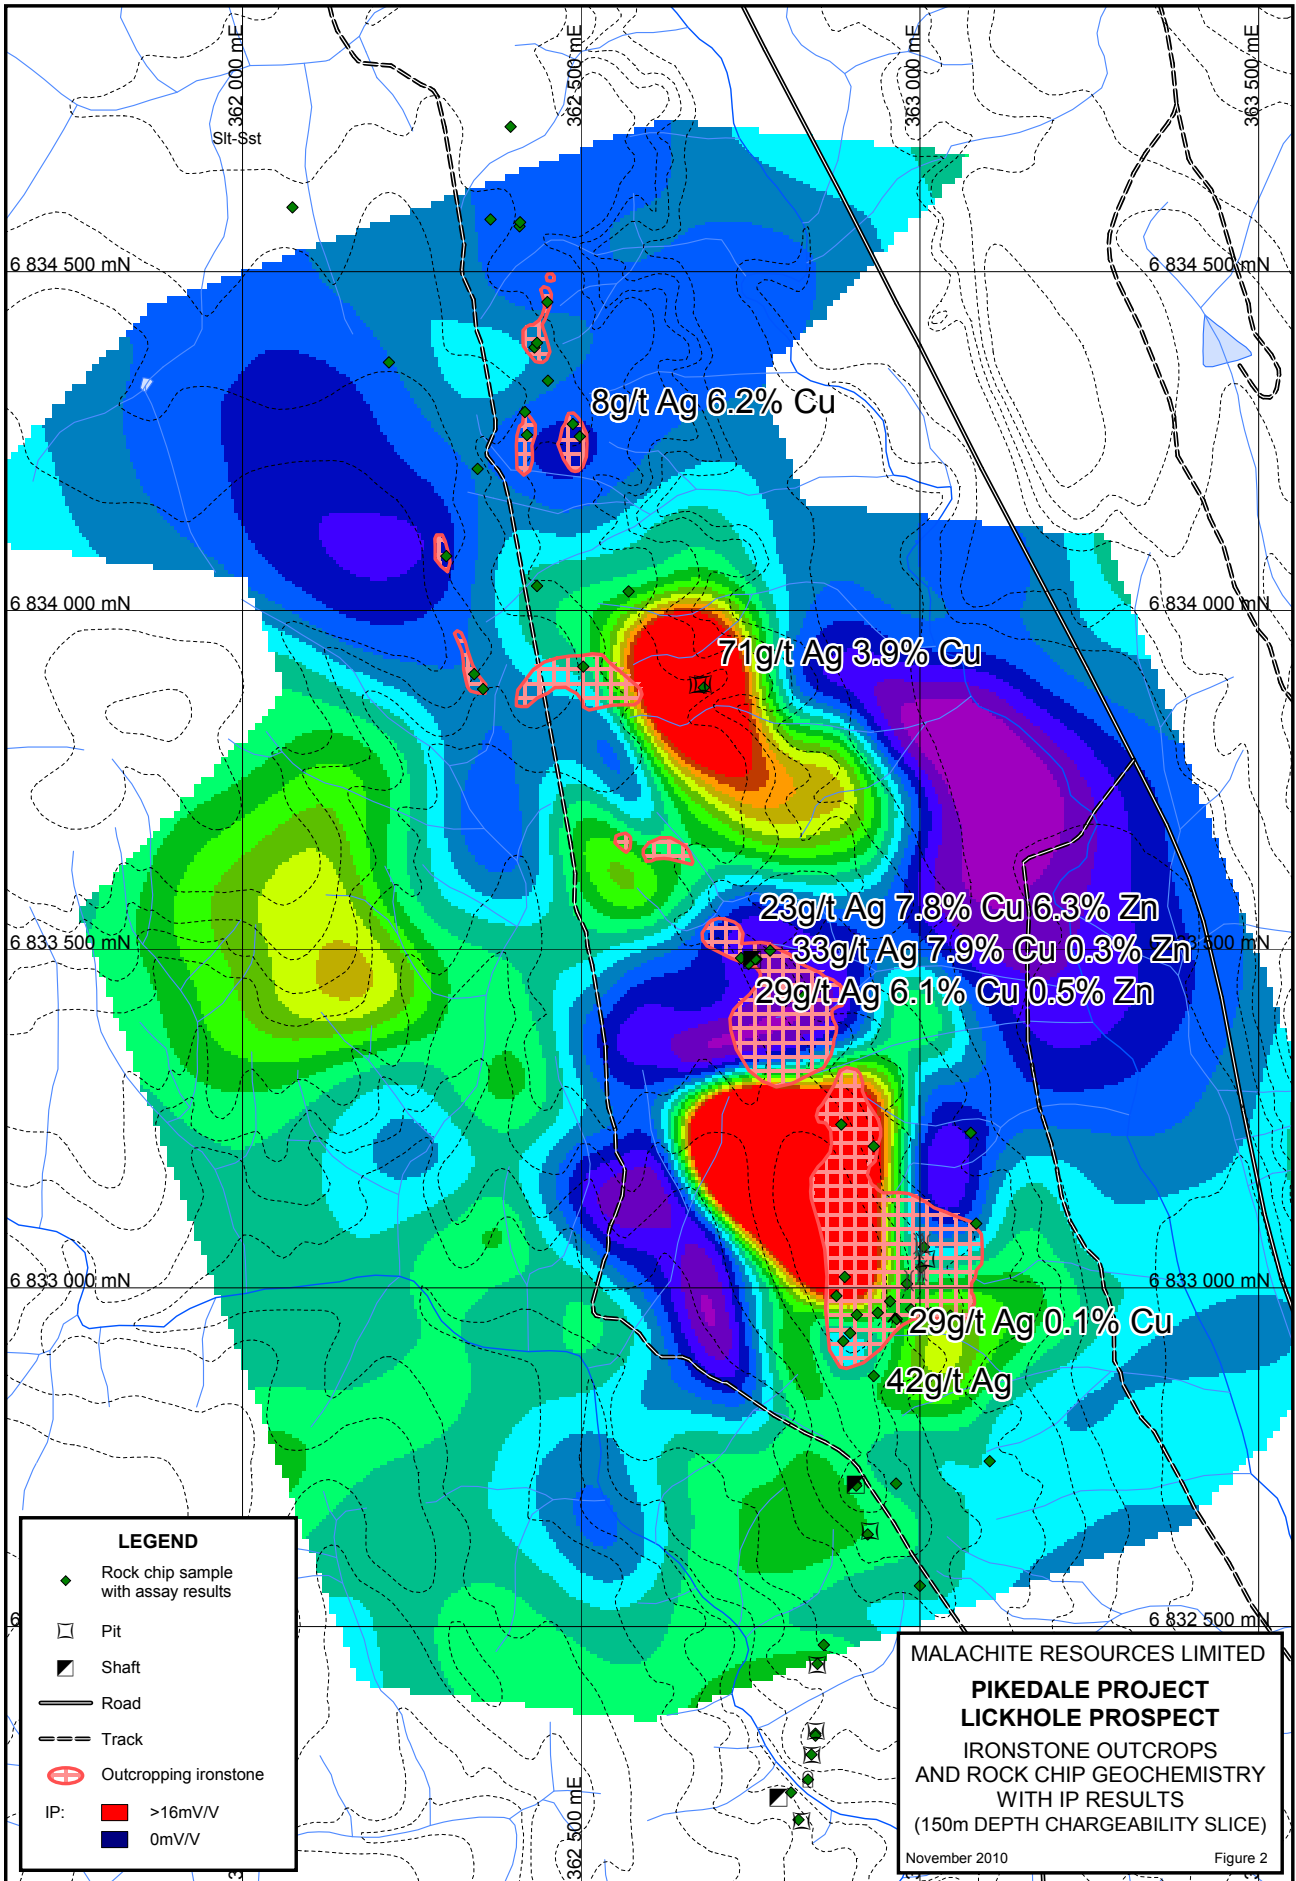 362 000 mE
362 500 mE
363 000 mE
363 500 mE
Slt-Sst
6 834 500 mN
6 834 500 mN
8g/t Ag 6.2% Cu
6 834 000 mN
6 834 000 mN
71g/t Ag 3.9% Cu
23g/t Ag 7.8% Cu 6.3% Zn
6 833 500 mN
33g/t Ag 7.9% Cu 0.3% Zn
500 mN
29g/t Ag 6.1% Cu 0.5% Zn
6 833 000 mN
6 833 000 mN
29g/t Ag 0.1% Cu
42g/t Ag
6
6 832 500 mN
362 500 mE
LEGEND
Rock chip sample
with assay results
Pit
Shaft
Road
Track
Outcropping ironstone
IP:
>16mV/V
0mV/V
MALACHITE RESOURCES LIMITED
PIKEDALE PROJECT
LICKHOLE PROSPECT
IRONSTONE OUTCROPS
AND ROCK CHIP GEOCHEMISTRY
WITH IP RESULTS
(150m DEPTH CHARGEABILITY SLICE)
November 2010
Figure 2